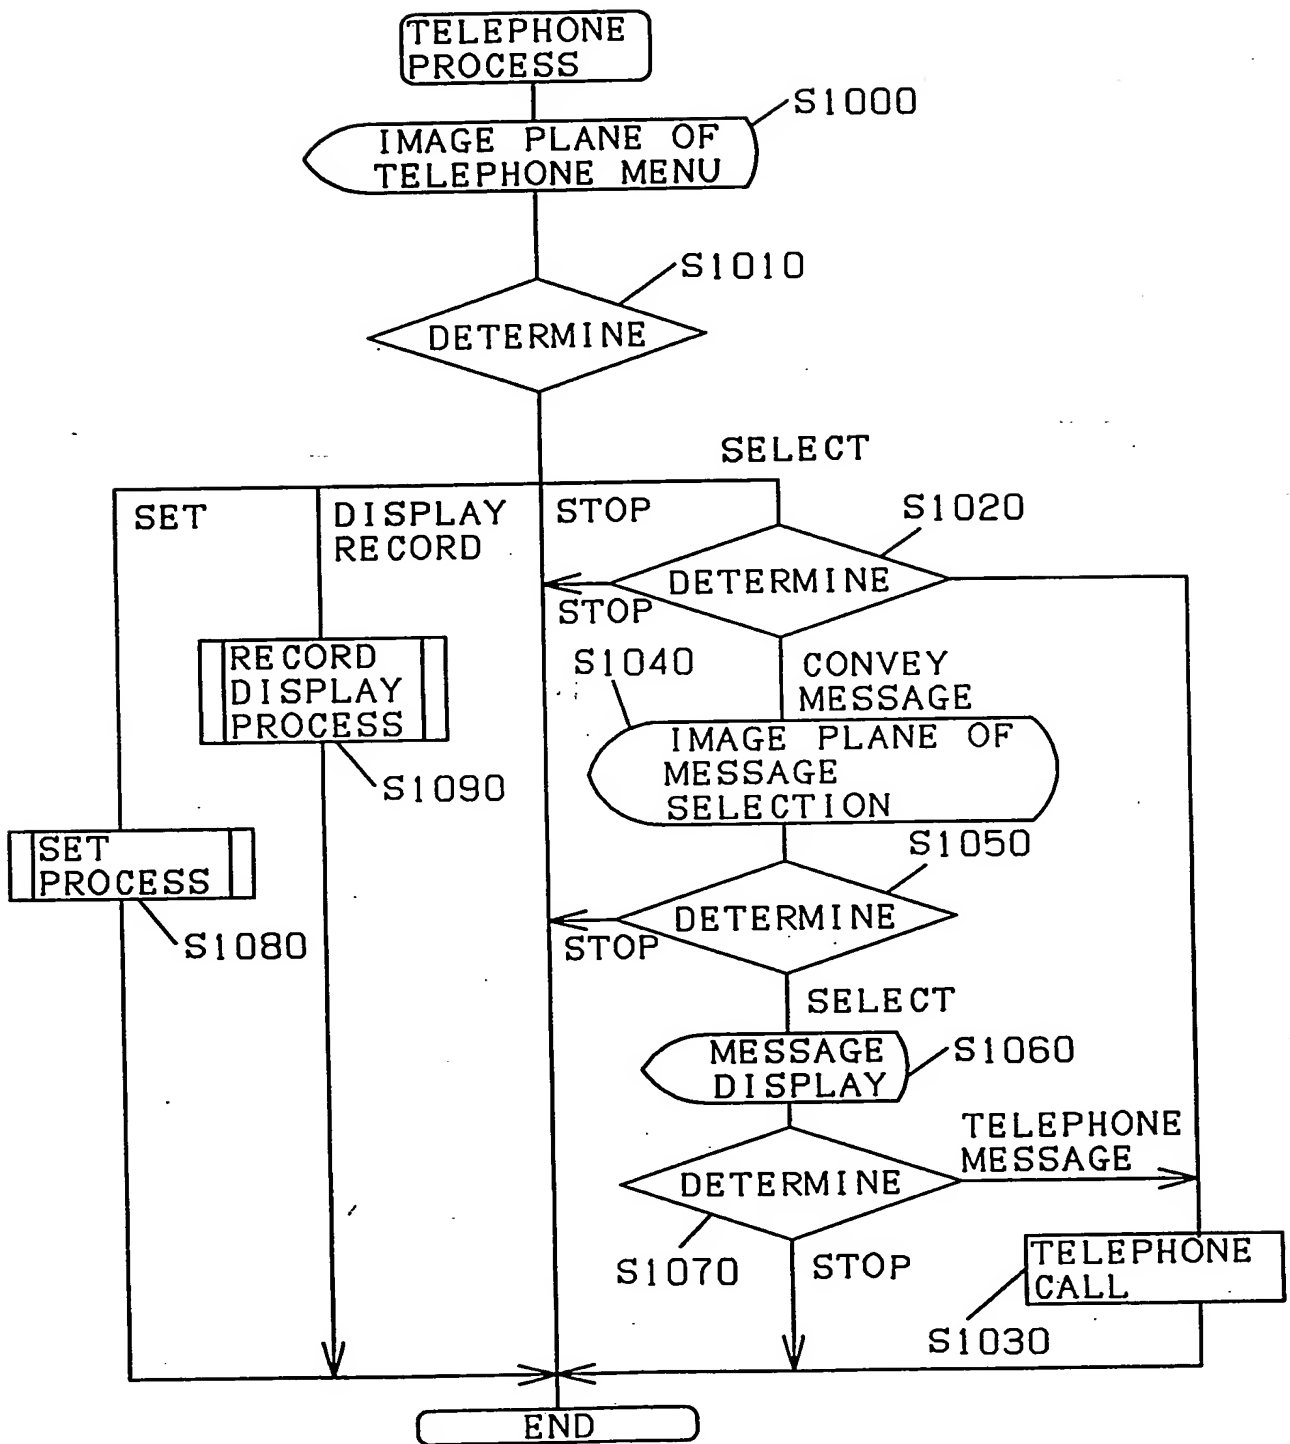 TELEPHONE
PROCESS
S1000
IMAGE PLANE OF
TELEPHONE MENU
S1010
DETERMINE
SELECT
SET
DISPLAY
RECORD
STOP
S1020
DETERMINE
STOP
RECORD
DISPLAY
PROCESS
S1090
S1040
CONVEY
MESSAGE
IMAGE PLANE OF
MESSAGE
SELECTION
SET
PROCESS
S1080
S1050
DETERMINE
STOP
SELECT
MESSAGE
DISPLAY
S1060
TELEPHONE
MESSAGE
DETERMINE
S1070
STOP
TELEPHONE
CALL
S1030
END